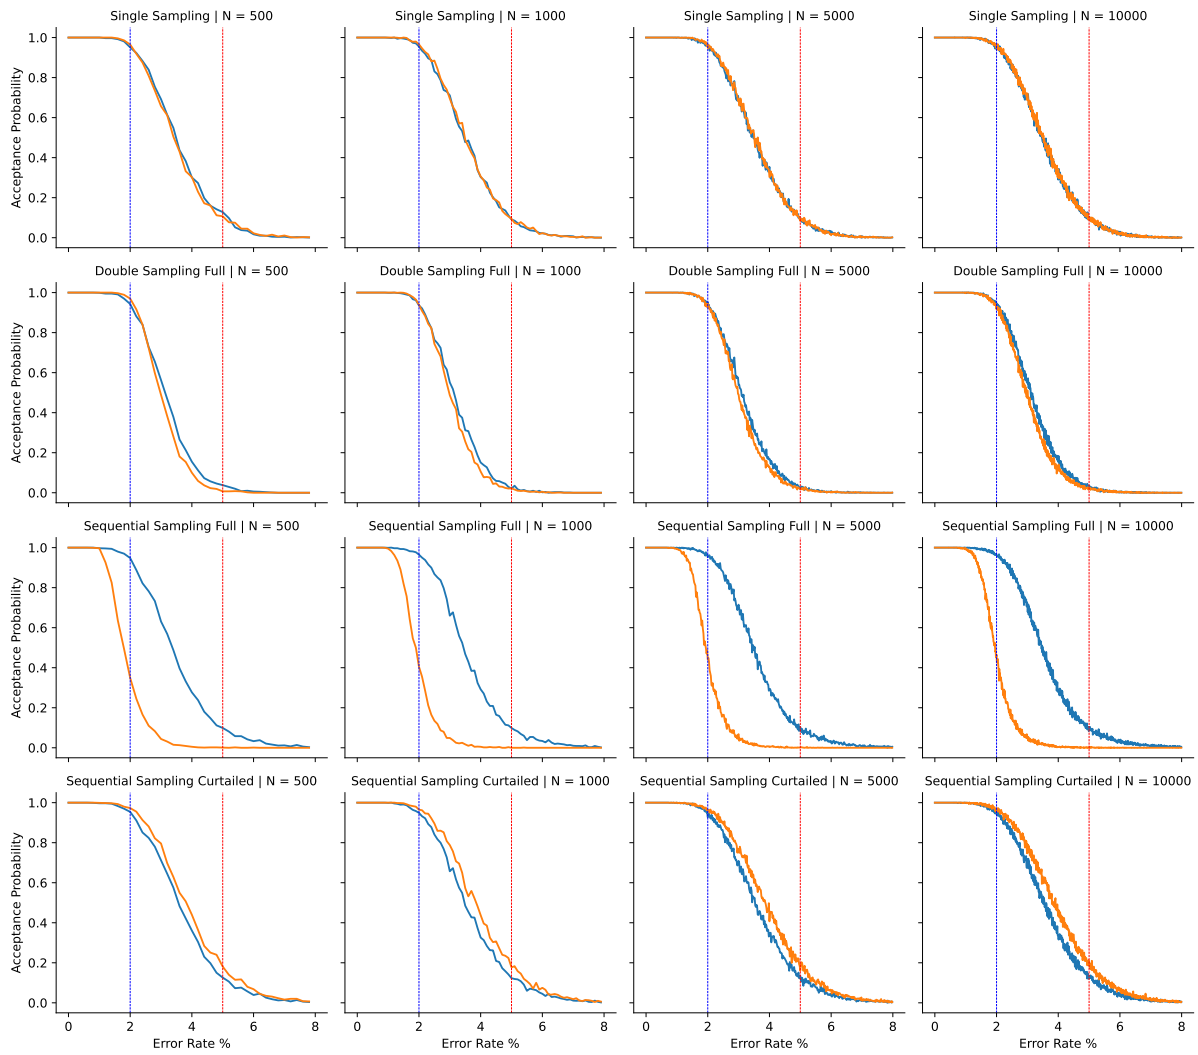 Single Sampling | N = 500
Single Sampling | N = 1000
Single Sampling | N = 5000
Single Sampling | N = 10000
1.0
0.8
0.6
0.4
0.2
0.0
Acceptance Probability
Double Sampling Full | N = 500
Double Sampling Full | N = 1000
Double Sampling Full | N = 5000
Double Sampling Full | N = 10000
1.0
0.8
0.6
0.4
0.2
0.0
Acceptance Probability
Sequential Sampling Full | N = 500
Sequential Sampling Full | N = 1000
Sequential Sampling Full | N = 5000
Sequential Sampling Full | N = 10000
1.0
0.8
0.6
0.4
0.2
0.0
Acceptance Probability
Sequential Sampling Curtailed | N = 500
Sequential Sampling Curtailed | N = 1000
Sequential Sampling Curtailed | N = 5000
Sequential Sampling Curtailed | N = 10000
1.0
0.8
0.6
0.4
0.2
0.0
Acceptance Probability
0 2 4 6 8
0 2 4 6 8
0 2 4 6 8
0 2 4 6 8
Error Rate %
Error Rate %
Error Rate %
Error Rate %